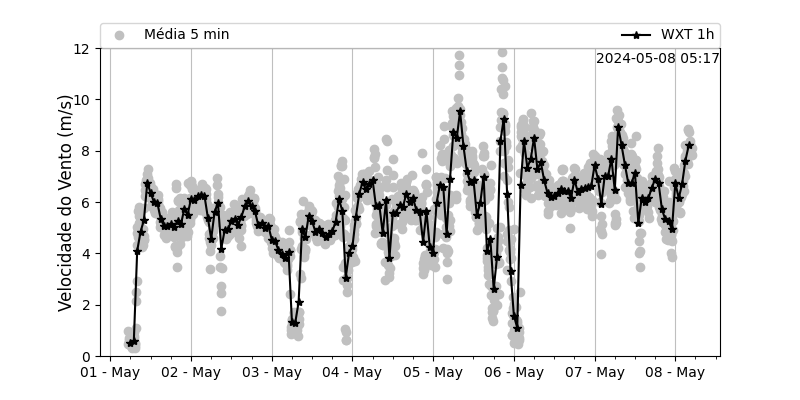 Média 5 min WXT 1h
2024-05-08 05:17
Velocidade do Vento (m/s)
12
10
8
6
4
2
0
01 - May 02 - May 03 - May 04 - May 05 - May 06 - May 07 - May 08 - May